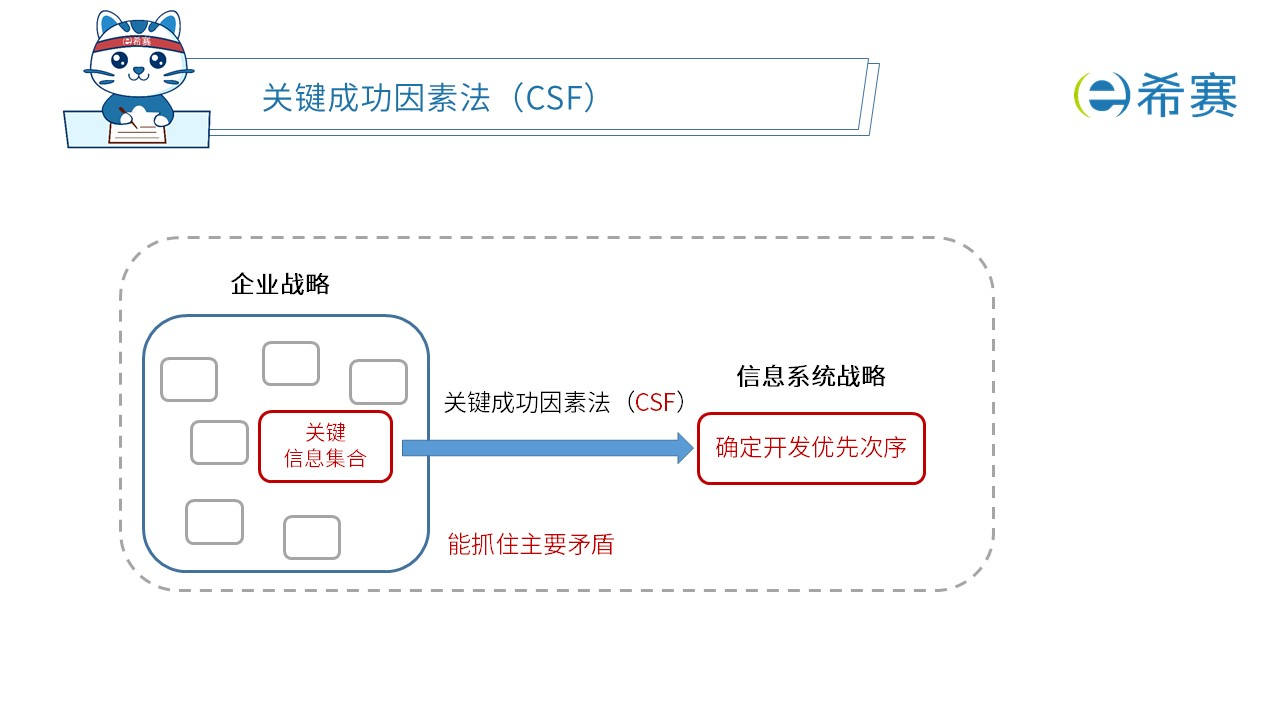 希赛
关键成功因素法（CSF）
希赛
企业战略
信息系统战略
关键成功因素法（CSF）
关键
信息集合
确定开发优先次序
能抓住主要矛盾